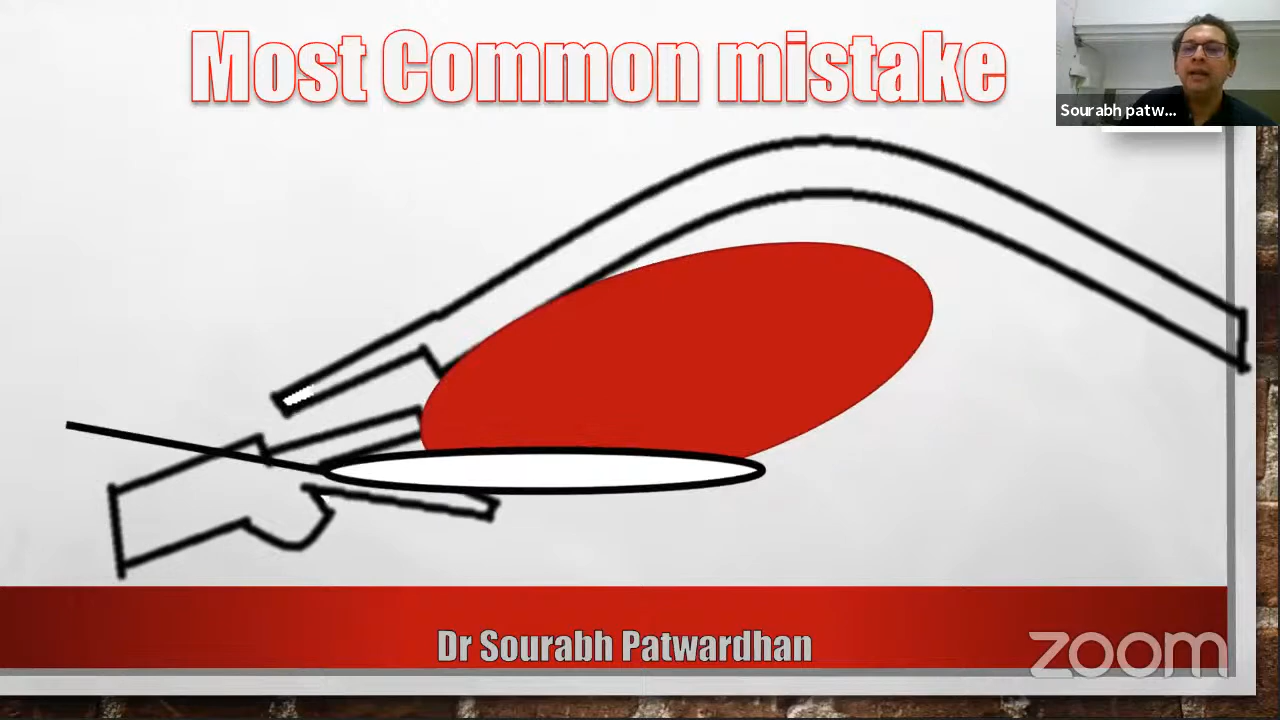 Most Common mistake
Sourabh patw...
Dr Sourabh Patwardhan
zoom